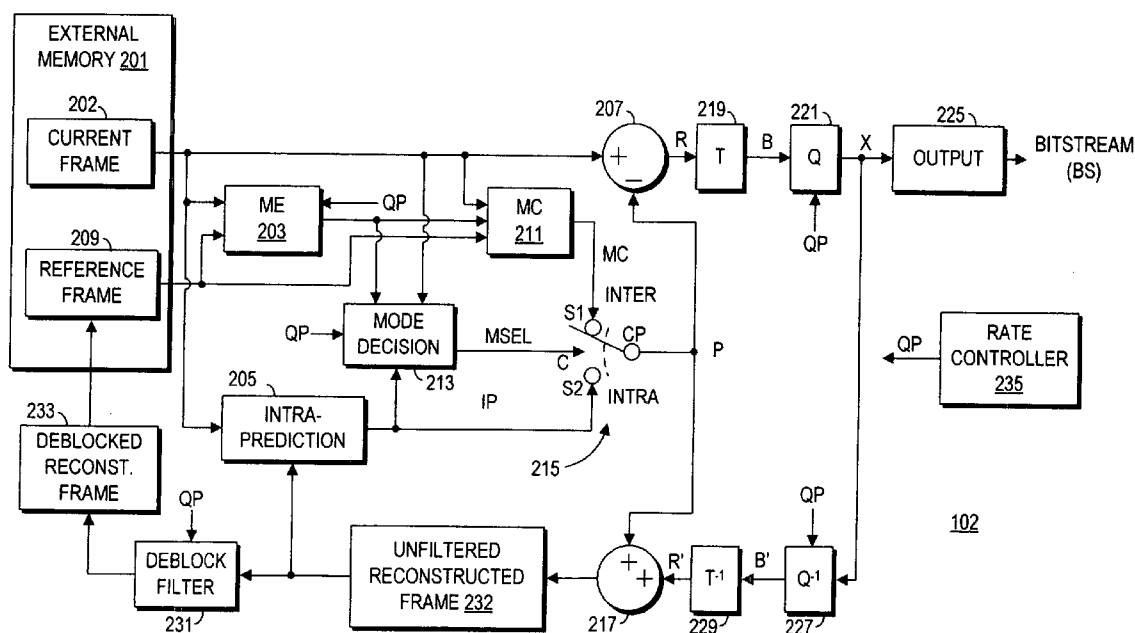 EXTERNAL
MEMORY 201
202
CURRENT
FRAME
209
REFERENCE
FRAME
ME
203
QP
MC
211
207
+
−
R
219
T
B
221
Q
QP
X
225
OUTPUT
BITSTREAM
(BS)
MC
INTER
S1
CP
P
QP
MODE
DECISION
213
MSEL
C
S2
INTRA
IP
215
QP
RATE
CONTROLLER
235
205
INTRA-
PREDICTION
233
DEBLOCKED
RECONST.
FRAME
QP
DEBLOCK
FILTER
231
UNFILTERED
RECONSTRUCTED
FRAME 232
+
+
217
R'
T-1
229
B'
QP
Q-1
227
102